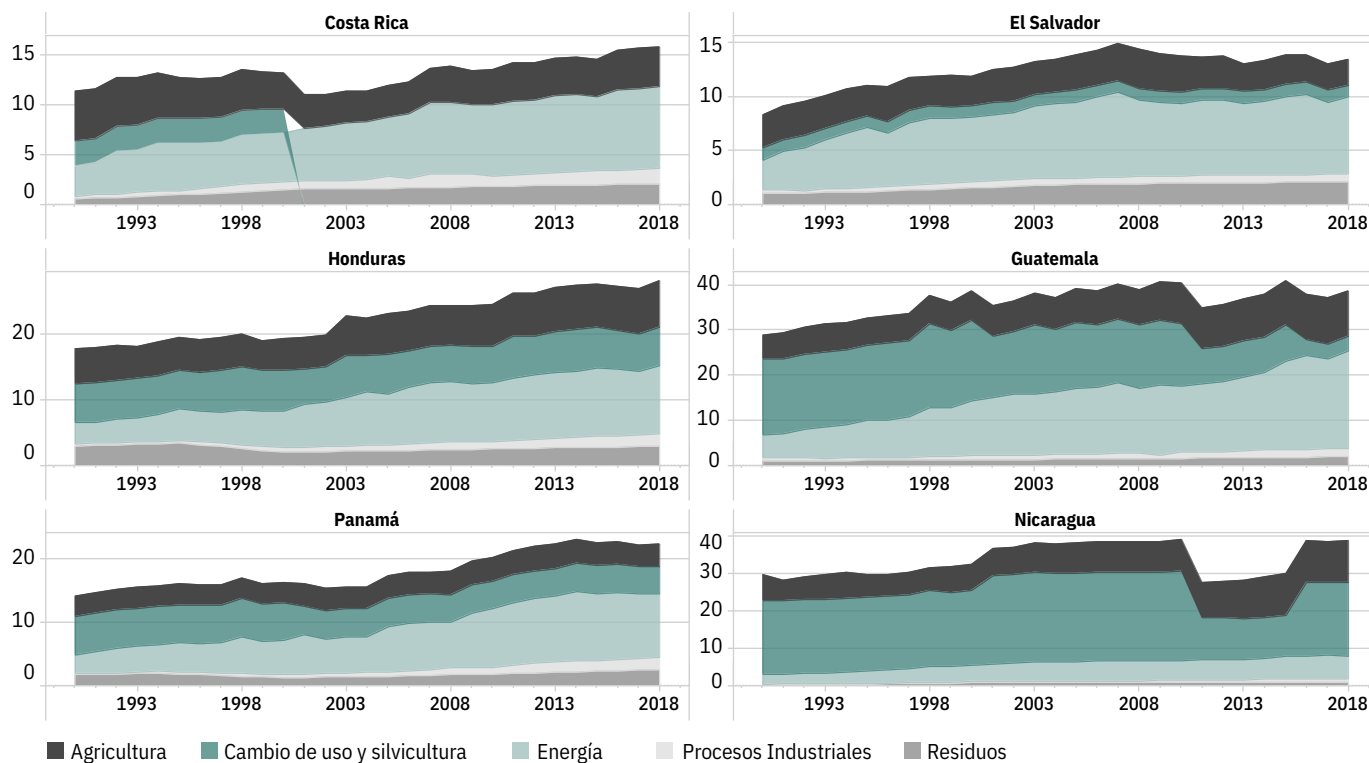 Costa Rica
15
10
5
0
1993 1998 2003 2008 2013 2018
El Salvador
15
10
5
0
1993 1998 2003 2008 2013 2018
Honduras
20
10
0
1993 1998 2003 2008 2013 2018
Guatemala
40
30
20
10
0
1993 1998 2003 2008 2013 2018
Panamá
20
10
0
1993 1998 2003 2008 2013 2018
Nicaragua
40
30
20
10
0
1993 1998 2003 2008 2013 2018
Agricultura Cambio de uso y silvicultura Energía Procesos Industriales Residuos